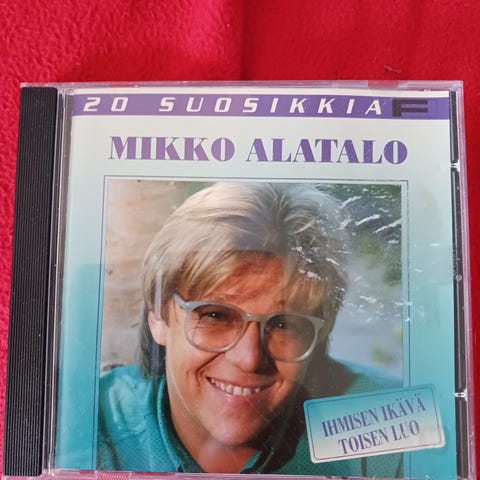 20 SUOSIKKIA F
MIKKO ALATALO
IHMISEN IKÄVÄ
TOISEN LUO